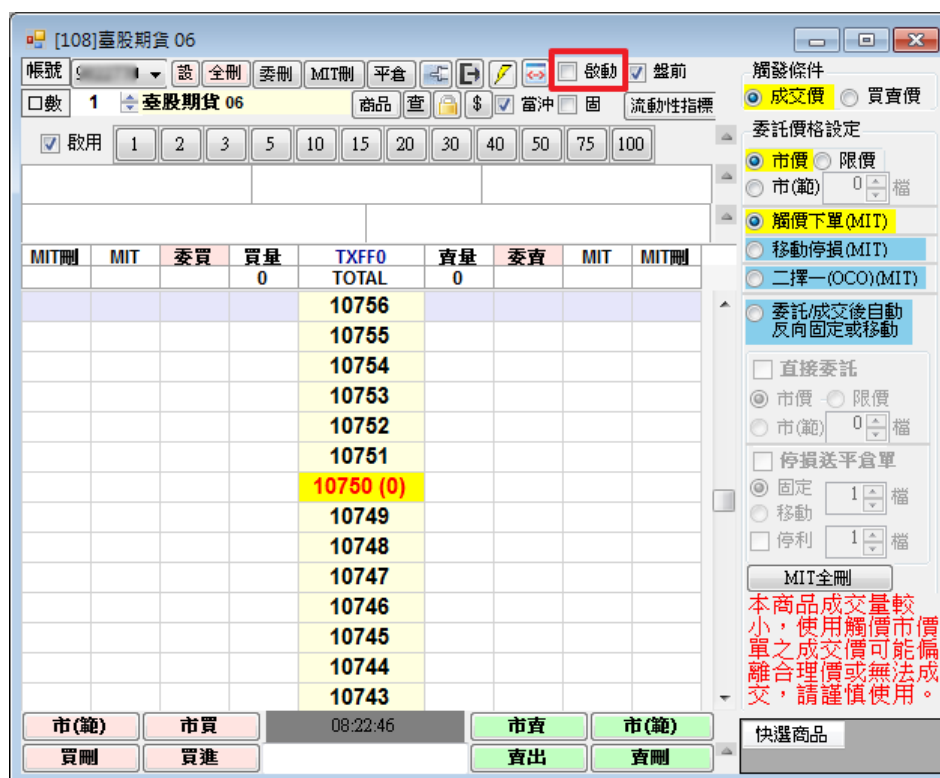 [108]臺股期貨 06
帳號 設 全刪 委刪 MIT刪 平倉 啟動 盤前
口數 1 臺股期貨 06 商品 查 $ 當沖 固 流動性指標
啟用 1 2 3 5 10 15 20 30 40 50 75 100
MIT刪 MIT 委買 買量 TXFF0 賣量 委賣 MIT MIT刪
0 TOTAL 0
10756
10755
10754
10753
10752
10751
10750 (0)
10749
10748
10747
10746
10745
10744
10743
市(範) 市買 08:22:46 市賣 市(範)
買刪 買進 賣出 賣刪
觸發條件
成交價 買賣價
委託價格設定
市價 限價
市(範) 0 檔
觸價下單(MIT)
移動停損(MIT)
二擇一(OCO)(MIT)
委託/成交後自動
反向固定或移動
直接委託
市價 限價
市(範) 0 檔
停損送平倉單
固定 1 檔
移動
停利 1 檔
MIT全刪
本商品成交量較
小，使用觸價市價
單之成交價可能偏
離合理價或無法成
交，請謹慎使用。
快選商品